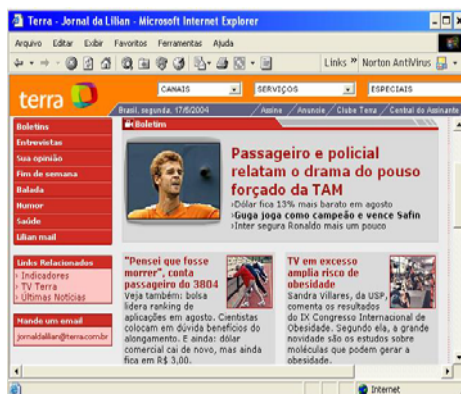 Terra - Jornal da Lilian - Microsoft Internet Explorer
Arquivo Editar Exibir Favoritos Ferramentas Ajuda
Links » Norton AntiVirus
terra
CANAIS SERVIÇOS ESPECIAIS
Brasil, segunda, 17/6/2004 Assine Anuncie Clube Terra Central do Assinante
Boletins
Entrevistas
Sua opinião
Fim de semana
Balada
Humor
Saúde
Lilian mail
Links Relacionados
› Indicadores
› TV Terra
› Últimas Notícias
Mande um email
jornaldalilian@terra.com.br
Boletim
Passageiro e policial
relatam o drama do pouso
forçado da TAM
›Dólar fica 13% mais barato em agosto
›Guga joga como campeão e vence Safin
›Inter segura Ronaldo mais um pouco
"Pensei que fosse
morrer", conta
passageiro do 3804
Veja também: bolsa
lidera ranking de
aplicações em agosto. Cientistas
colocam em dúvida benefícios do
alongamento. E ainda: dólar
comercial cai de novo, mas ainda
fica em R$ 3,00.
TV em excesso
amplia risco de
obesidade
Sandra Villares, da USP,
comenta os resultados
do IX Congresso Internacional de
Obesidade. Segundo ela, a grande
novidade são os estudos sobre
moléculas que podem gerar a
obesidade.
Internet